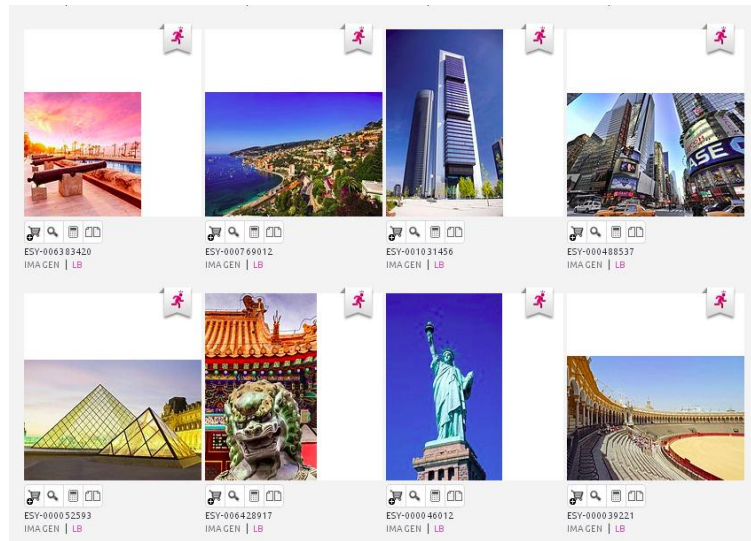 ASE
ESY-006383420
IMAGEN | LB
ESY-000769012
IMAGEN | LB
ESY-001031456
IMAGEN | LB
ESY-000488537
IMAGEN | LB
ESY-000052593
IMAGEN | LB
ESY-006428917
IMAGEN | LB
ESY-000046012
IMAGEN | LB
ESY-000039221
IMAGEN | LB